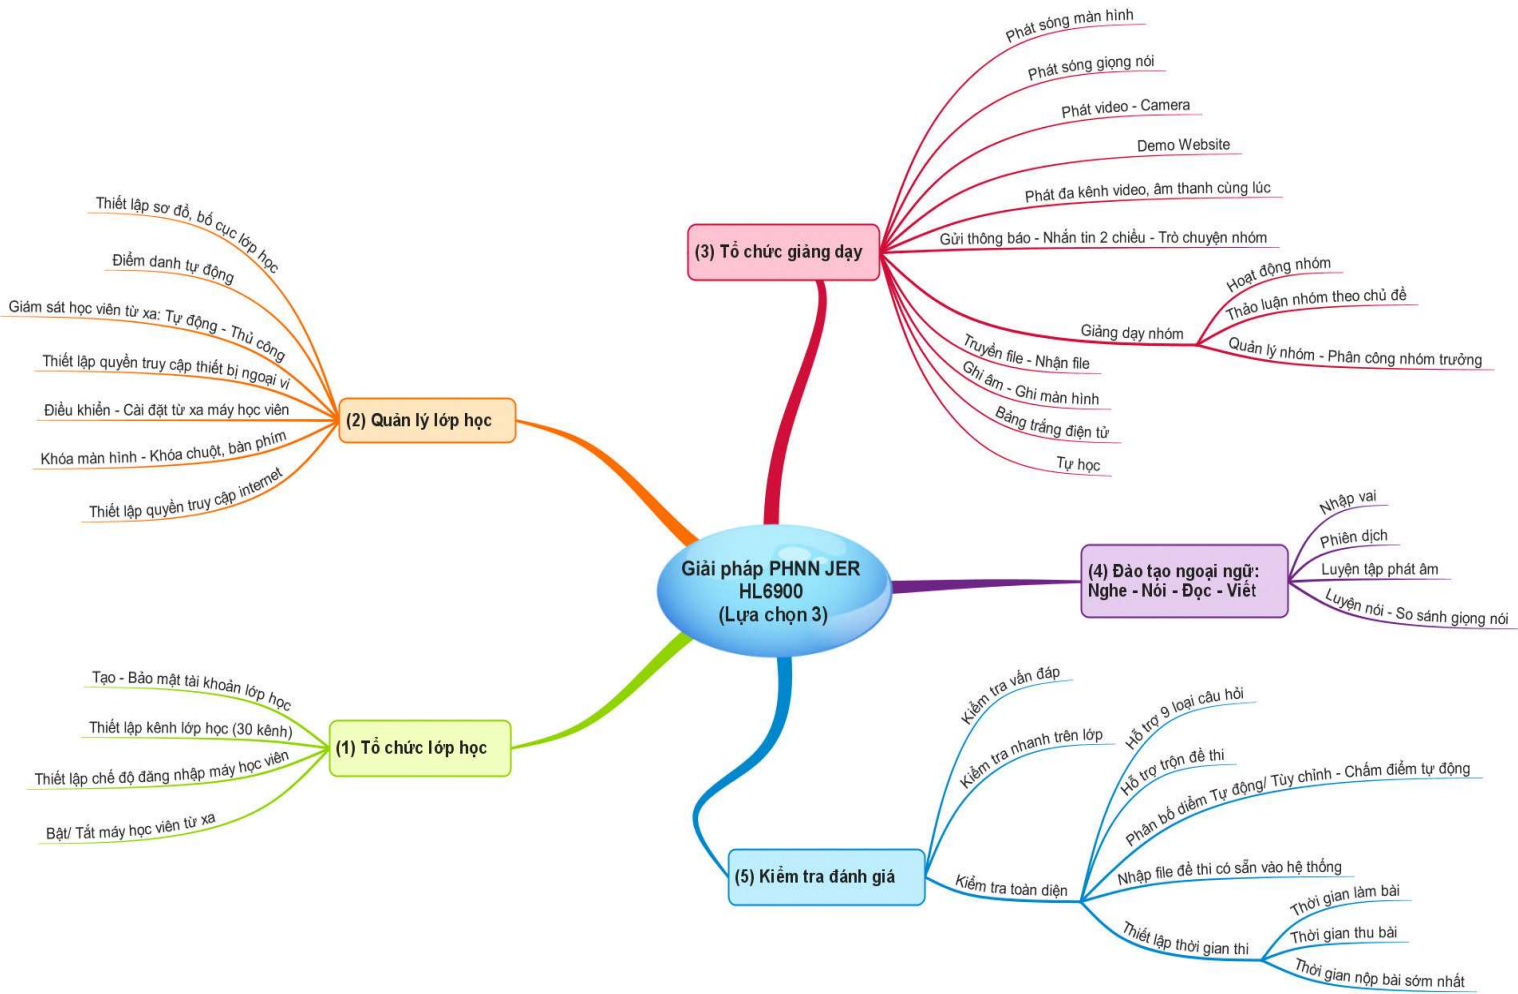 Giải pháp PHNN JER
HL6900
(Lựa chọn 3)
(1) Tổ chức lớp học
Tạo - Bảo mật tài khoản lớp học
Thiết lập kênh lớp học (30 kênh)
Thiết lập chế độ đăng nhập máy học viên
Bật/ Tắt máy học viên từ xa
(2) Quản lý lớp học
Thiết lập sơ đồ, bố cục lớp học
Điểm danh tự động
Giám sát học viên từ xa: Tự động - Thủ công
Thiết lập quyền truy cập thiết bị ngoại vi
Điều khiển - Cài đặt từ xa máy học viên
Khóa màn hình - Khóa chuột, bàn phím
Thiết lập quyền truy cập internet
(3) Tổ chức giảng dạy
Phát sóng màn hình
Phát sóng giọng nói
Phát video - Camera
Demo Website
Phát đa kênh video, âm thanh cùng lúc
Gửi thông báo - Nhắn tin 2 chiều - Trò chuyện nhóm
Giảng dạy nhóm
Hoạt động nhóm
Thảo luận nhóm theo chủ đề
Quản lý nhóm - Phân công nhóm trưởng
Truyền file - Nhận file
Ghi âm - Ghi màn hình
Bảng trắng điện tử
Tự học
(4) Đào tạo ngoại ngữ:
Nghe - Nói - Đọc - Viết
Nhập vai
Phiên dịch
Luyện tập phát âm
Luyện nói - So sánh giọng nói
(5) Kiểm tra đánh giá
Kiểm tra vấn đáp
Kiểm tra nhanh trên lớp
Kiểm tra toàn diện
Hỗ trợ 9 loại câu hỏi
Hỗ trợ trộn đề thi
Phân bố điểm Tự động/ Tùy chỉnh - Chấm điểm tự động
Nhập file đề thi có sẵn vào hệ thống
Thiết lập thời gian thi
Thời gian làm bài
Thời gian thu bài
Thời gian nộp bài sớm nhất